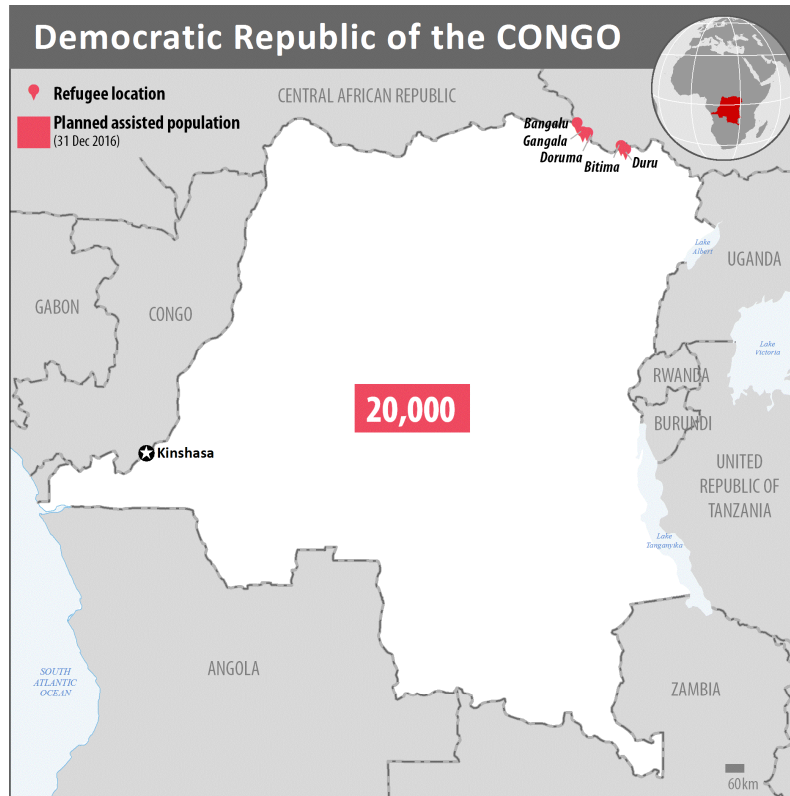 Democratic Republic of the CONGO
Refugee location
Planned assisted population
(31 Dec 2016)
CENTRAL AFRICAN REPUBLIC
Bangalu
Gangala
Doruma
Bitima
Duru
Lake
Albert
UGANDA
GABON
CONGO
Lake
Victoria
RWANDA
20,000
BURUNDI
Kinshasa
UNITED
REPUBLIC OF
TANZANIA
Lake
Tanganyika
SOUTH
ATLANTIC
OCEAN
ANGOLA
ZAMBIA
60km